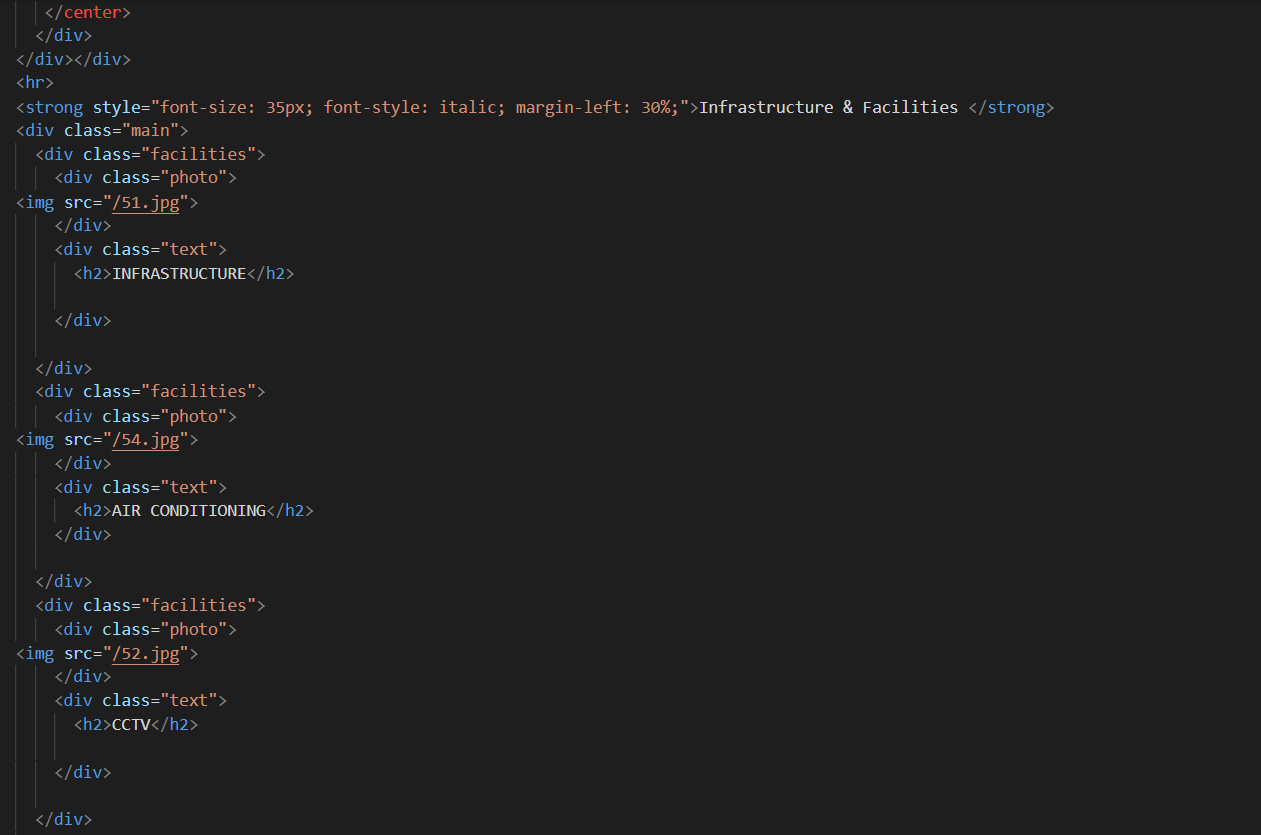 </center>
</div>
</div></div>
<hr>
<strong style="font-size: 35px; font-style: italic; margin-left: 30%;">Infrastructure & Facilities </strong>
<div class="main">
<div class="facilities">
<div class="photo">
<img src="/51.jpg">
</div>
<div class="text">
<h2>INFRASTRUCTURE</h2>
</div>
</div>
<div class="facilities">
<div class="photo">
<img src="/54.jpg">
</div>
<div class="text">
<h2>AIR CONDITIONING</h2>
</div>
</div>
<div class="facilities">
<div class="photo">
<img src="/52.jpg">
</div>
<div class="text">
<h2>CCTV</h2>
</div>
</div>